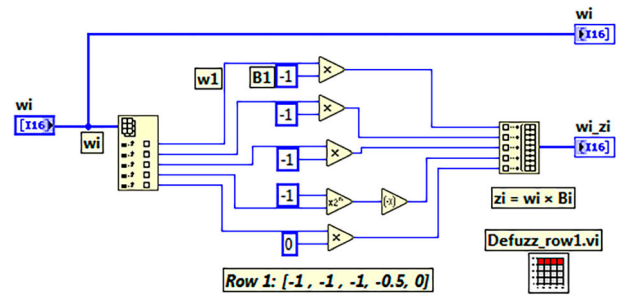 wi
[I16]
wi
[I16]
wi
w1
B1
-1
×
-1
×
-1
×
-1
x2ⁿ
(-x)
0
×
wi_zi
[I16]
zi = wi × Bi
Defuzz_row1.vi
Row 1: [-1 , -1 , -1, -0.5, 0]